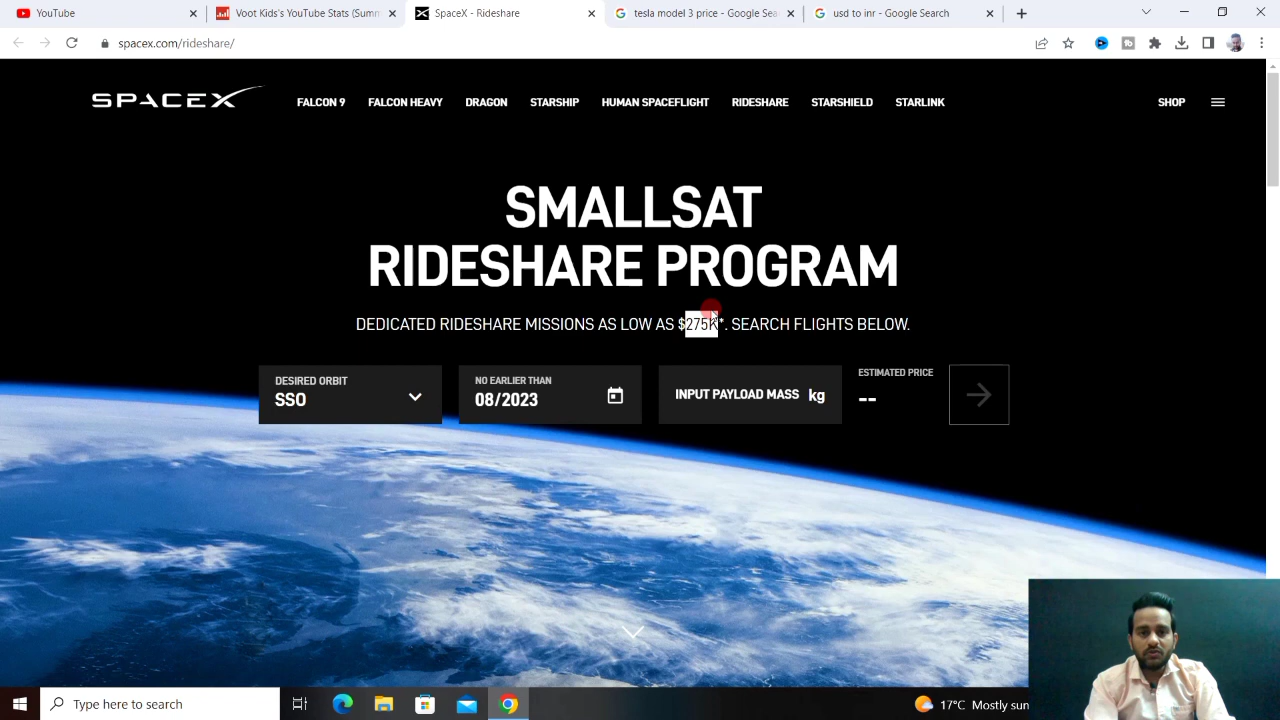 YouTube
Voot Kids's YouTube Stats (Summ
SpaceX - Rideshare
tesla model 3 price - Google Sea
usd to inr - Google Search
spacex.com/rideshare/
SPACEX
FALCON 9
FALCON HEAVY
DRAGON
STARSHIP
HUMAN SPACEFLIGHT
RIDESHARE
STARSHIELD
STARLINK
SHOP
SMALLSAT
RIDESHARE PROGRAM
DEDICATED RIDESHARE MISSIONS AS LOW AS $275K*. SEARCH FLIGHTS BELOW.
DESIRED ORBIT
SSO
NO EARLIER THAN
08/2023
INPUT PAYLOAD MASS kg
ESTIMATED PRICE
--
Type here to search
17°C Mostly sun